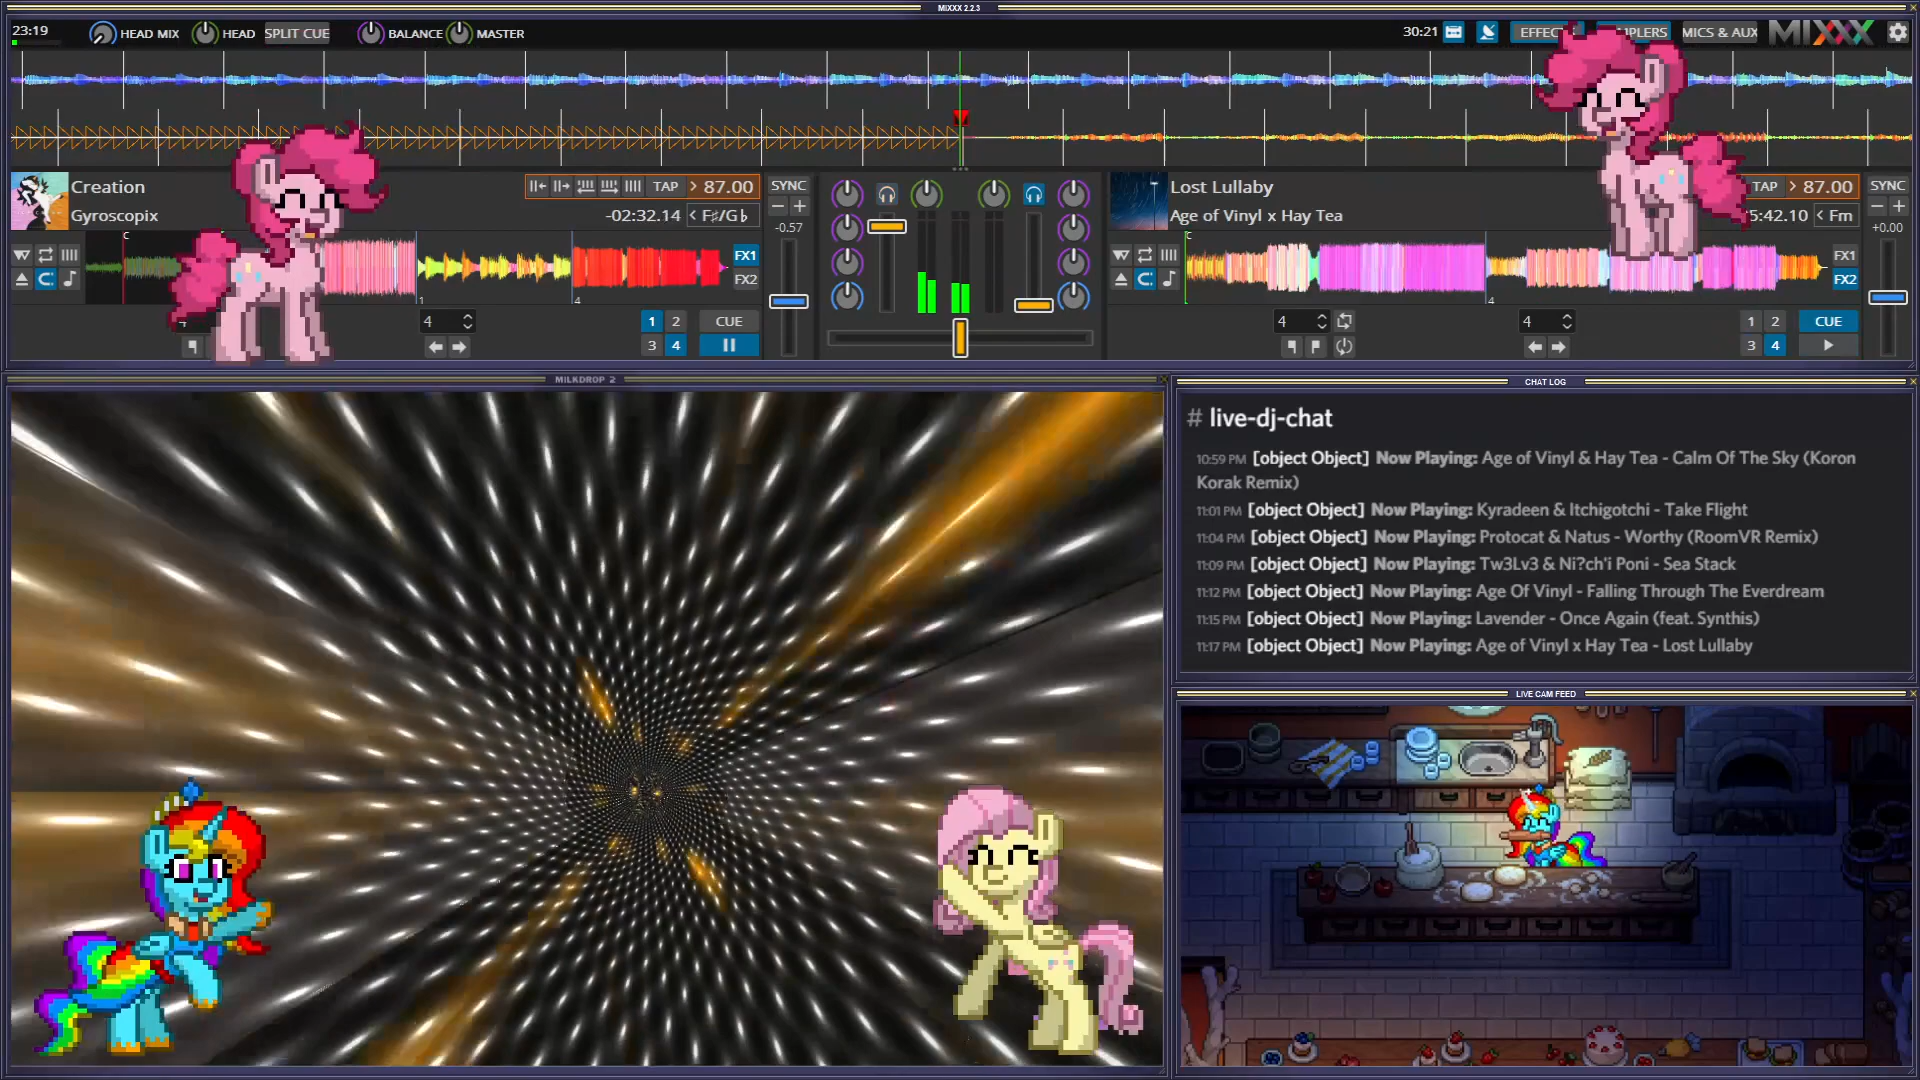 MIXXX 2.2.3
23:19
HEAD MIX
HEAD
SPLIT CUE
BALANCE
MASTER
30:21
MICS & AUX
MIXXX
Creation
TAP
87.00
Gyroscopix
-02:32.14
F♯/G♭
C
FX1
FX2
1
4
4
1 2
3 4
CUE
SYNC
-0.57
Lost Lullaby
TAP
87.00
Age of Vinyl x Hay Tea
5:42.10
Fm
C
4
FX1
FX2
4
4
1 2
3 4
CUE
SYNC
+0.00
MILKDROP 2
CHAT LOG
# live-dj-chat
10:59 PM [object Object] Now Playing: Age of Vinyl & Hay Tea - Calm Of The Sky (Koron
Korak Remix)
11:01 PM [object Object] Now Playing: Kyradeen & Itchigotchi - Take Flight
11:04 PM [object Object] Now Playing: Protocat & Natus - Worthy (RoomVR Remix)
11:09 PM [object Object] Now Playing: Tw3Lv3 & Ni?ch'i Poni - Sea Stack
11:12 PM [object Object] Now Playing: Age Of Vinyl - Falling Through The Everdream
11:15 PM [object Object] Now Playing: Lavender - Once Again (feat. Synthis)
11:17 PM [object Object] Now Playing: Age of Vinyl x Hay Tea - Lost Lullaby
LIVE CAM FEED